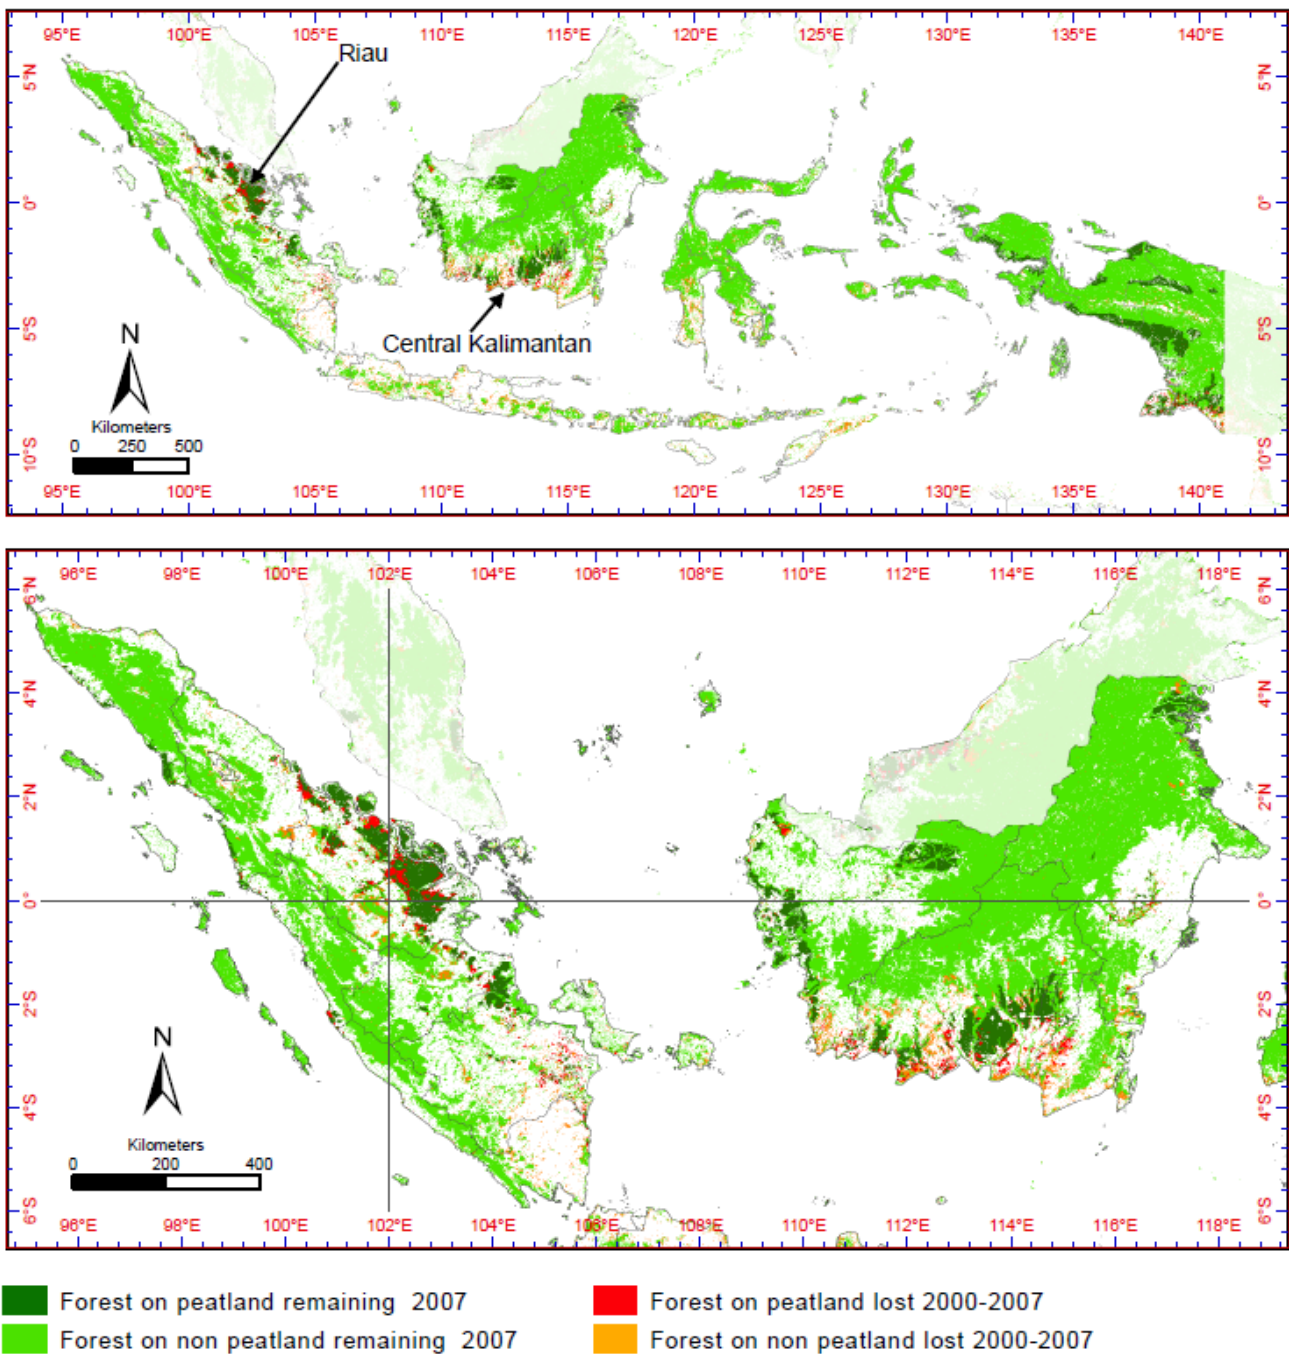 95°E 100°E 105°E 110°E 115°E 120°E 125°E 130°E 135°E 140°E
Riau
5°N 5°N
0° 0°
5°S 5°S
10°S 10°S
Central Kalimantan
N
Kilometers
0 250 500
95°E 100°E 105°E 110°E 115°E 120°E 125°E 130°E 135°E 140°E
96°E 98°E 100°E 102°E 104°E 106°E 108°E 110°E 112°E 114°E 116°E 118°E
6°N 6°N
4°N 4°N
2°N 2°N
0° 0°
2°S 2°S
4°S 4°S
6°S 6°S
N
Kilometers
0 200 400
96°E 98°E 100°E 102°E 104°E 106°E 108°E 110°E 112°E 114°E 116°E 118°E
Forest on peatland remaining 2007
Forest on non peatland remaining 2007
Forest on peatland lost 2000-2007
Forest on non peatland lost 2000-2007